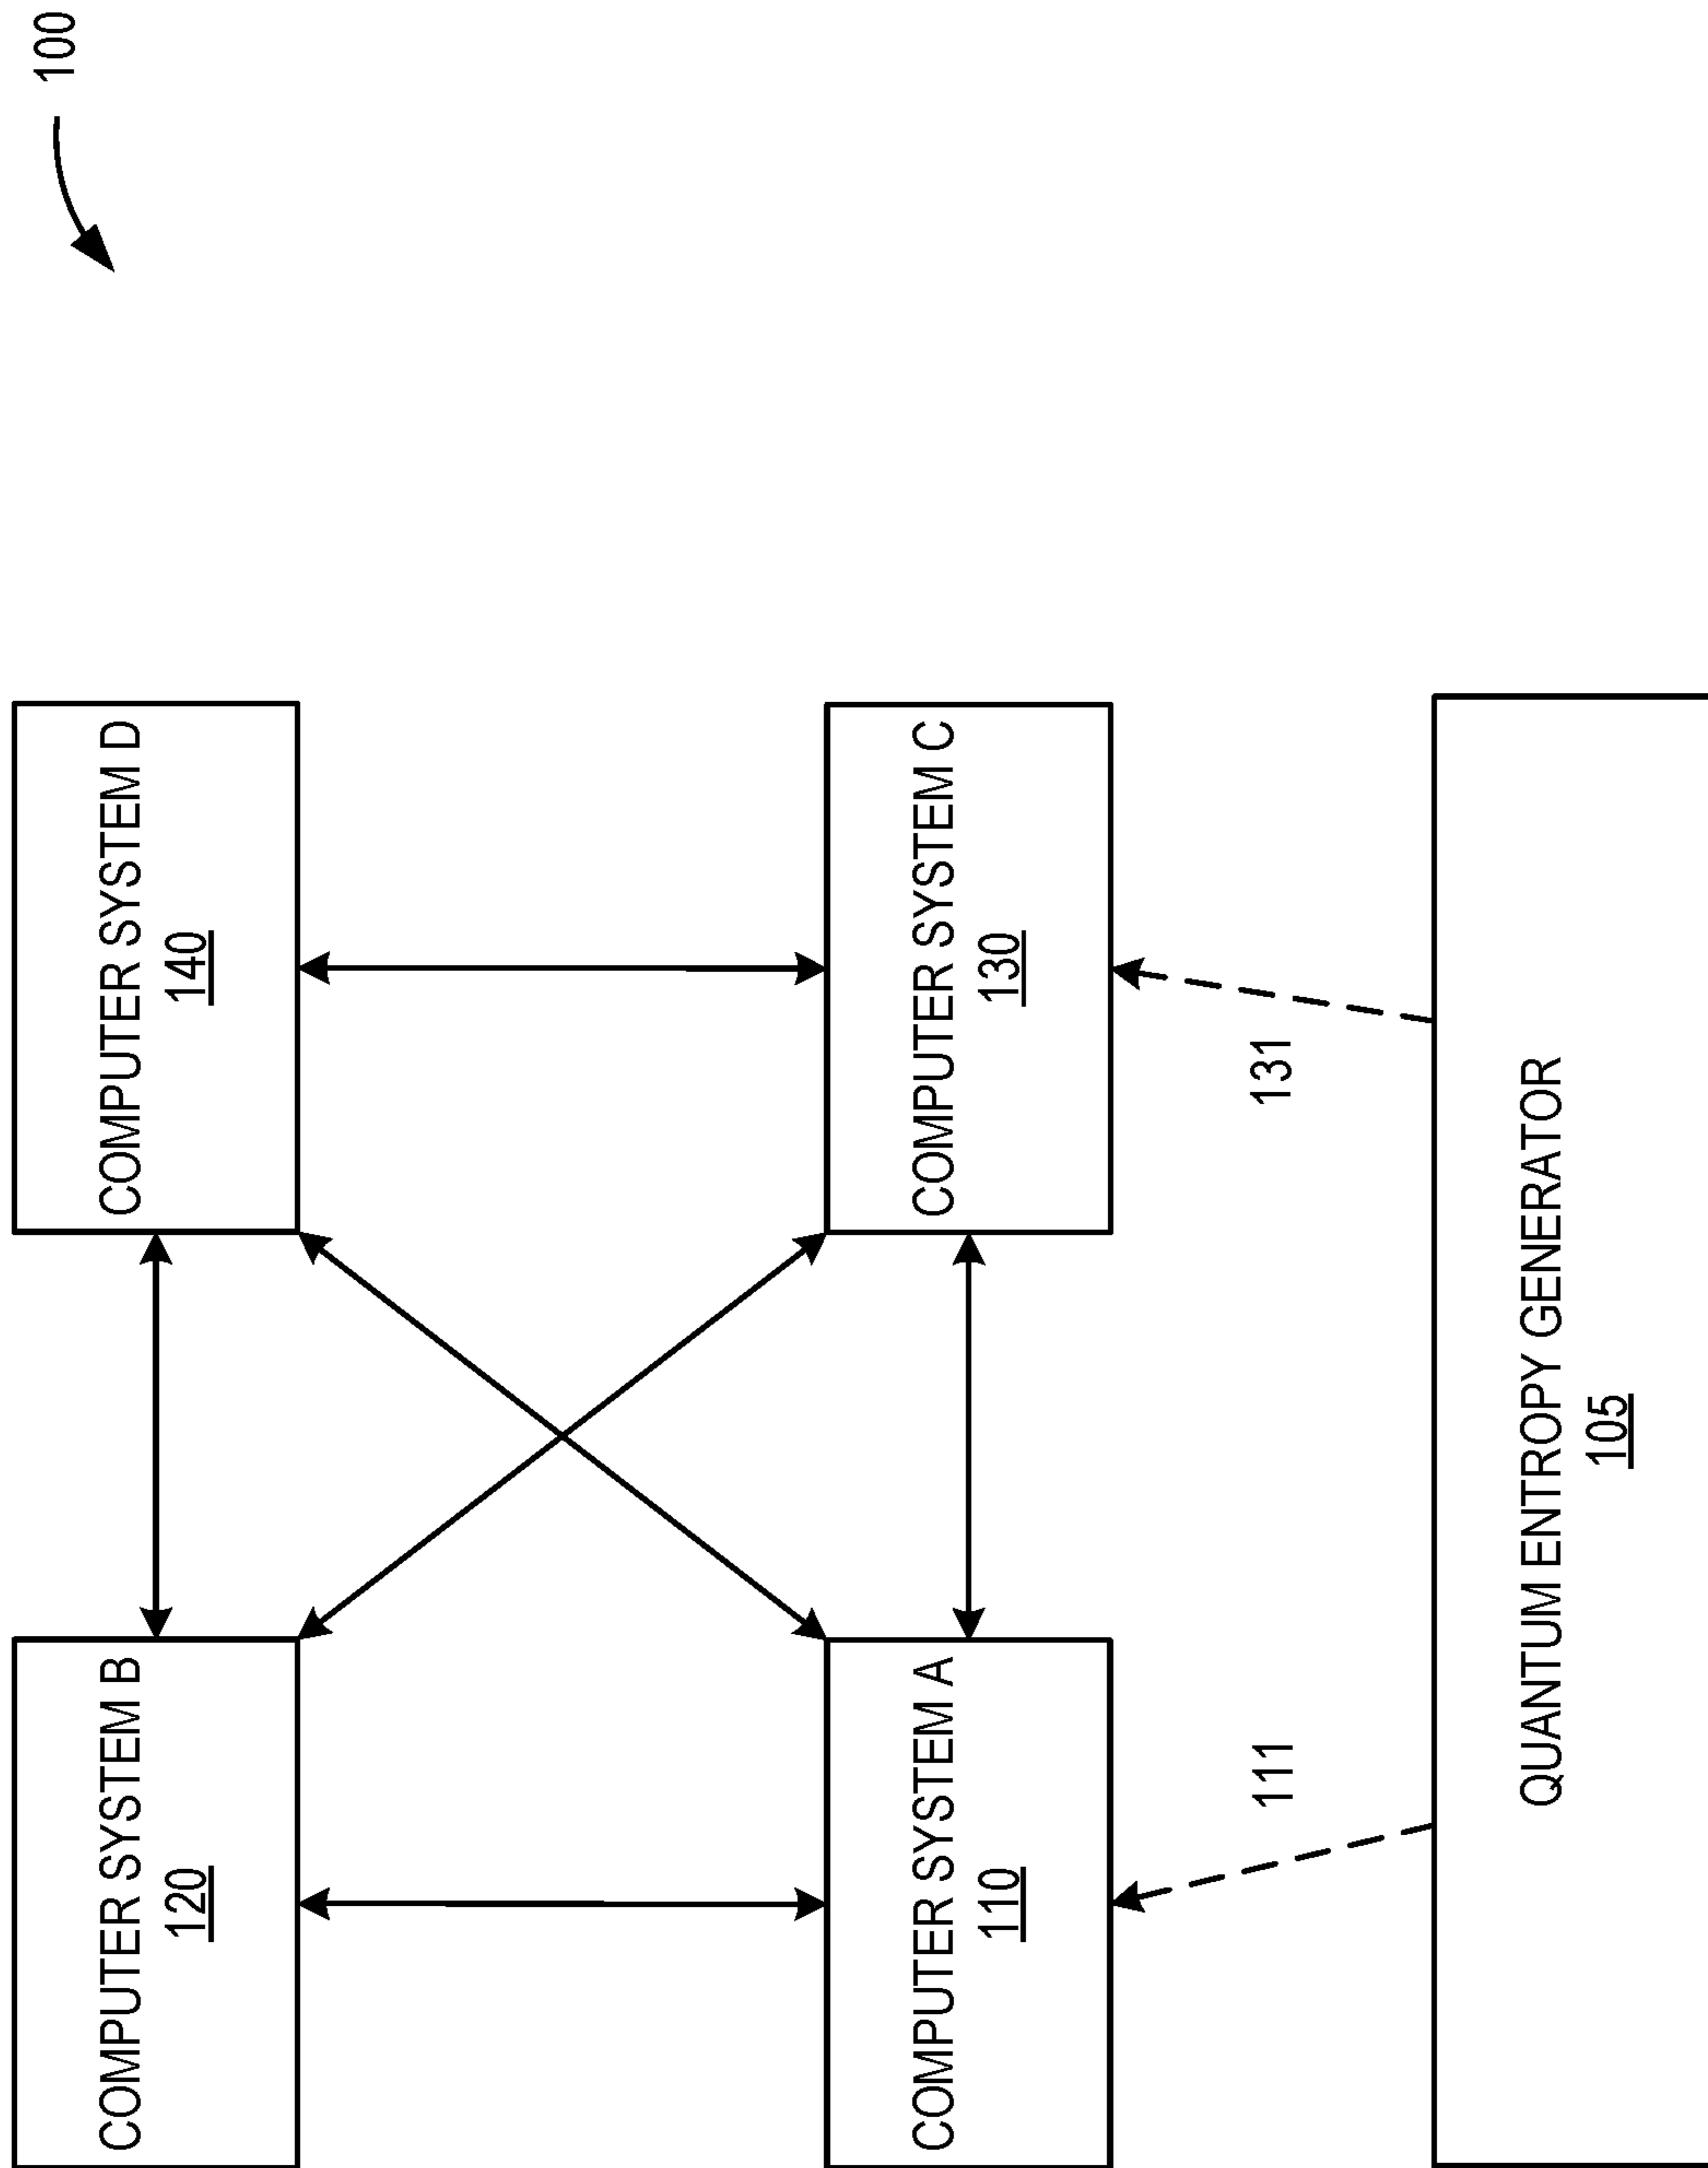 100
COMPUTER SYSTEM B
120
COMPUTER SYSTEM D
140
COMPUTER SYSTEM A
110
COMPUTER SYSTEM C
130
111
131
QUANTUM ENTROPY GENERATOR
105